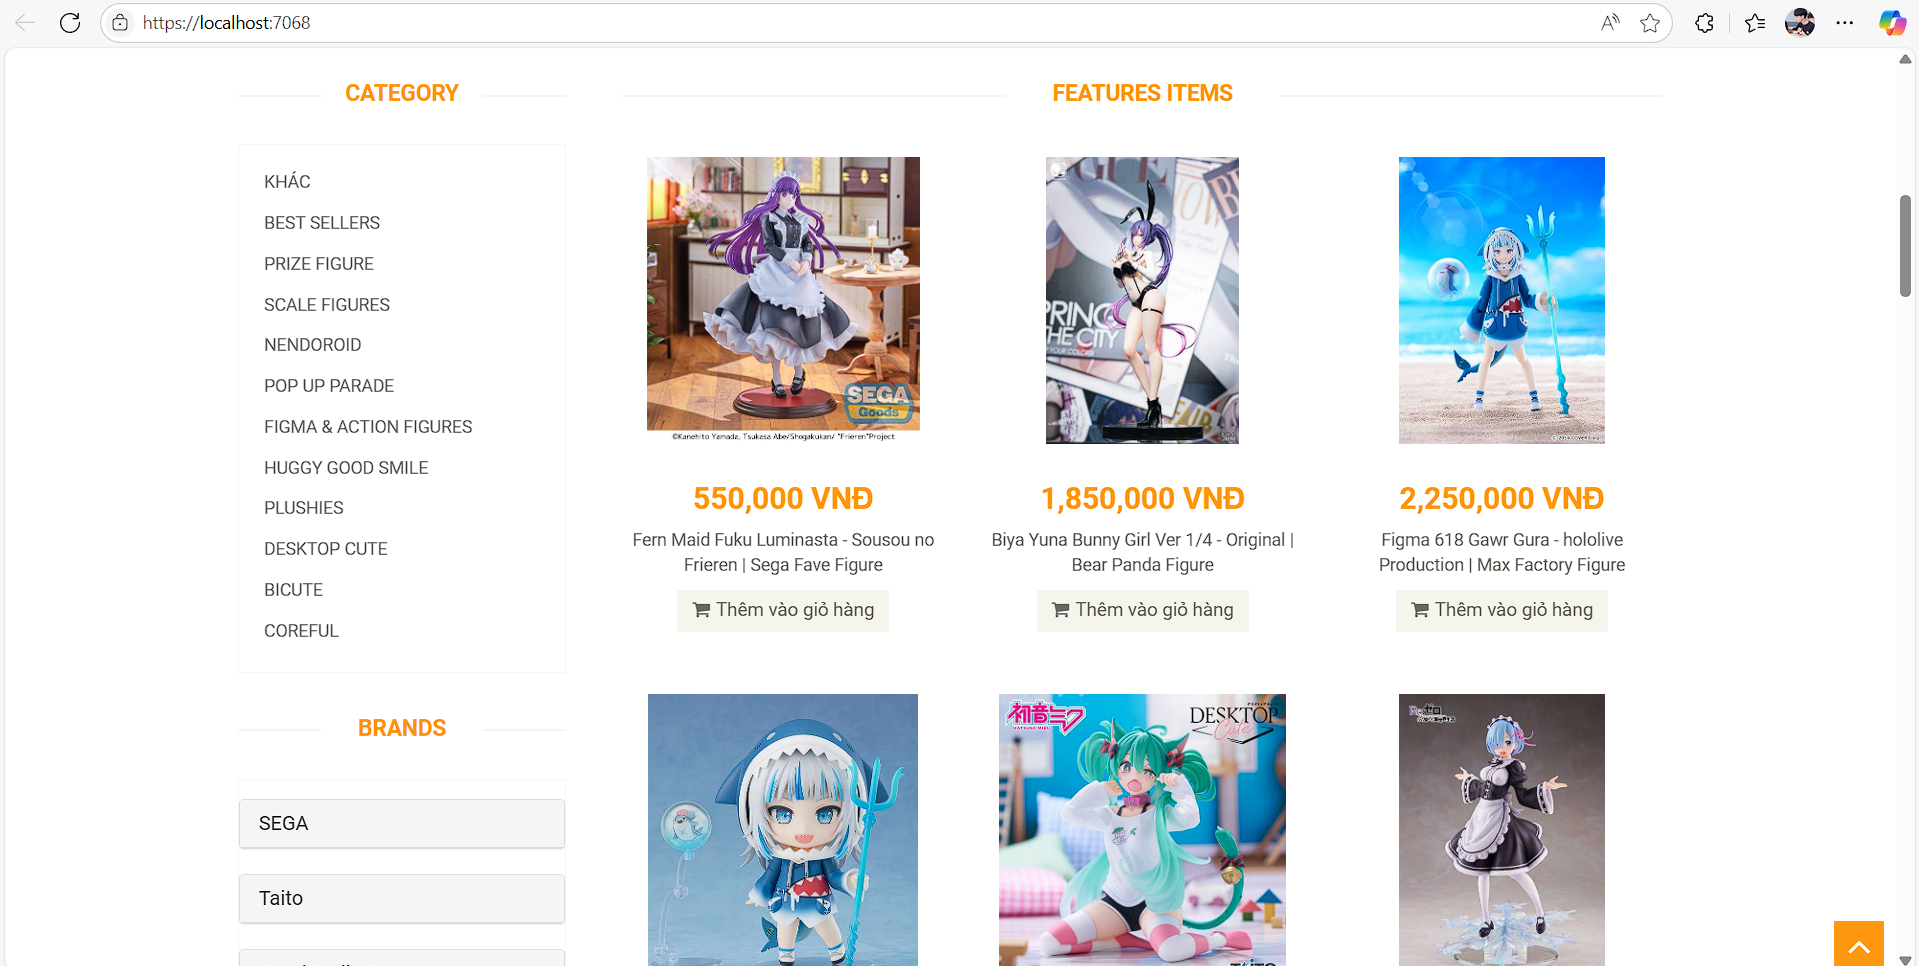 https://localhost:7068
CATEGORY
KHÁC
BEST SELLERS
PRIZE FIGURE
SCALE FIGURES
NENDOROID
POP UP PARADE
FIGMA & ACTION FIGURES
HUGGY GOOD SMILE
PLUSHIES
DESKTOP CUTE
BICUTE
COREFUL
BRANDS
SEGA
Taito
FEATURES ITEMS
SEGA
Goods
©Kanehito Yamada, Tsukasa Abe/Shogakukan/ "Frieren"Project
550,000 VNĐ
Fern Maid Fuku Luminasta - Sousou no
Frieren | Sega Fave Figure
Thêm vào giỏ hàng
THE CITY
1,850,000 VNĐ
Biya Yuna Bunny Girl Ver 1/4 - Original |
Bear Panda Figure
Thêm vào giỏ hàng
2,250,000 VNĐ
Figma 618 Gawr Gura - hololive
Production | Max Factory Figure
Thêm vào giỏ hàng
初音ミク
HATSUNE MIKU
DESKTOP
Cute